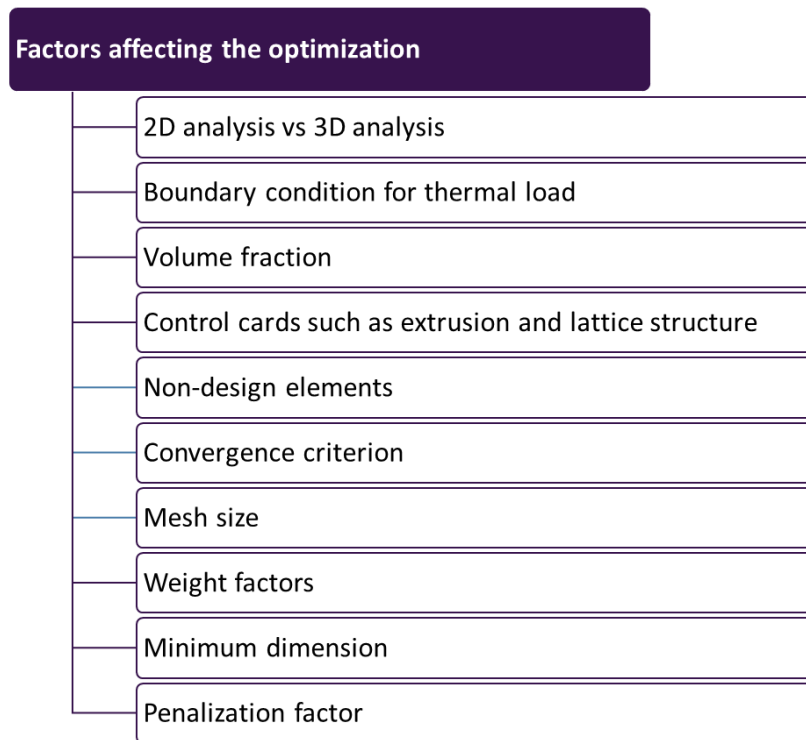 Factors affecting the optimization
2D analysis vs 3D analysis
Boundary condition for thermal load
Volume fraction
Control cards such as extrusion and lattice structure
Non-design elements
Convergence criterion
Mesh size
Weight factors
Minimum dimension
Penalization factor